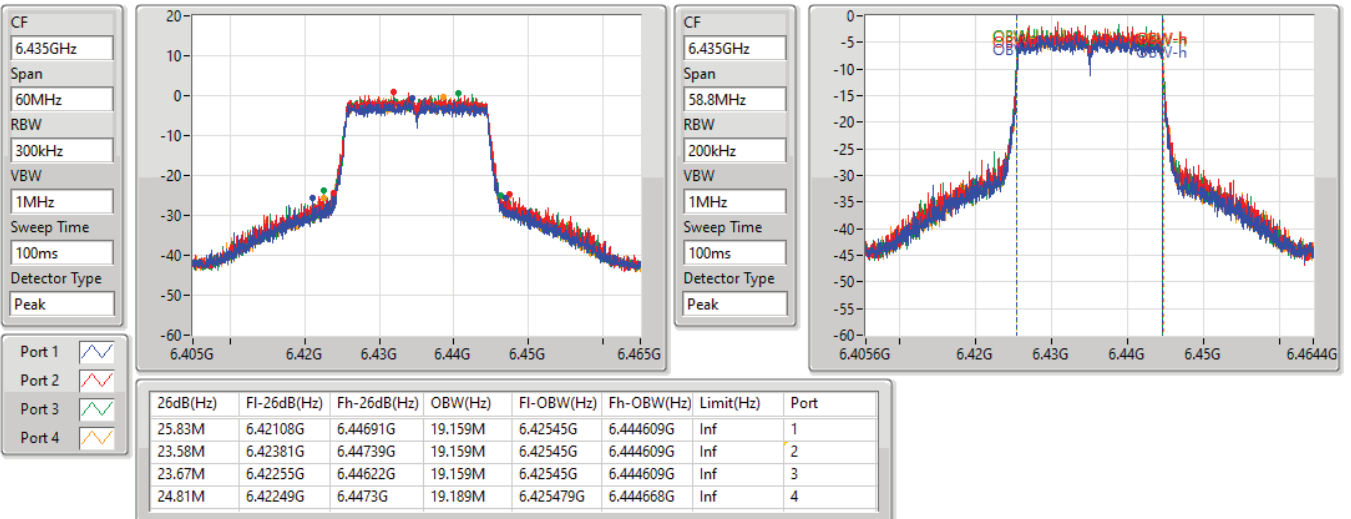 CF
6.435GHz
Span
60MHz
RBW
300kHz
VBW
1MHz
Sweep Time
100ms
Detector Type
Peak
Port 1
Port 2
Port 3
Port 4
20
10
0
-10
-20
-30
-40
-50
-60
6.405G 6.42G 6.43G 6.44G 6.45G 6.465G
CF
6.435GHz
Span
58.8MHz
RBW
200kHz
VBW
1MHz
Sweep Time
100ms
Detector Type
Peak
0
-5
-10
-15
-20
-25
-30
-35
-40
-45
-50
-55
-60
OBW-h
6.4056G 6.42G 6.43G 6.44G 6.45G 6.4644G
26dB(Hz) Fl-26dB(Hz) Fh-26dB(Hz) OBW(Hz) Fl-OBW(Hz) Fh-OBW(Hz) Limit(Hz) Port
25.83M 6.42108G 6.44691G 19.159M 6.42545G 6.444609G Inf 1
23.58M 6.42381G 6.44739G 19.159M 6.42545G 6.444609G Inf 2
23.67M 6.42255G 6.44622G 19.159M 6.42545G 6.444609G Inf 3
24.81M 6.42249G 6.4473G 19.189M 6.425479G 6.444668G Inf 4